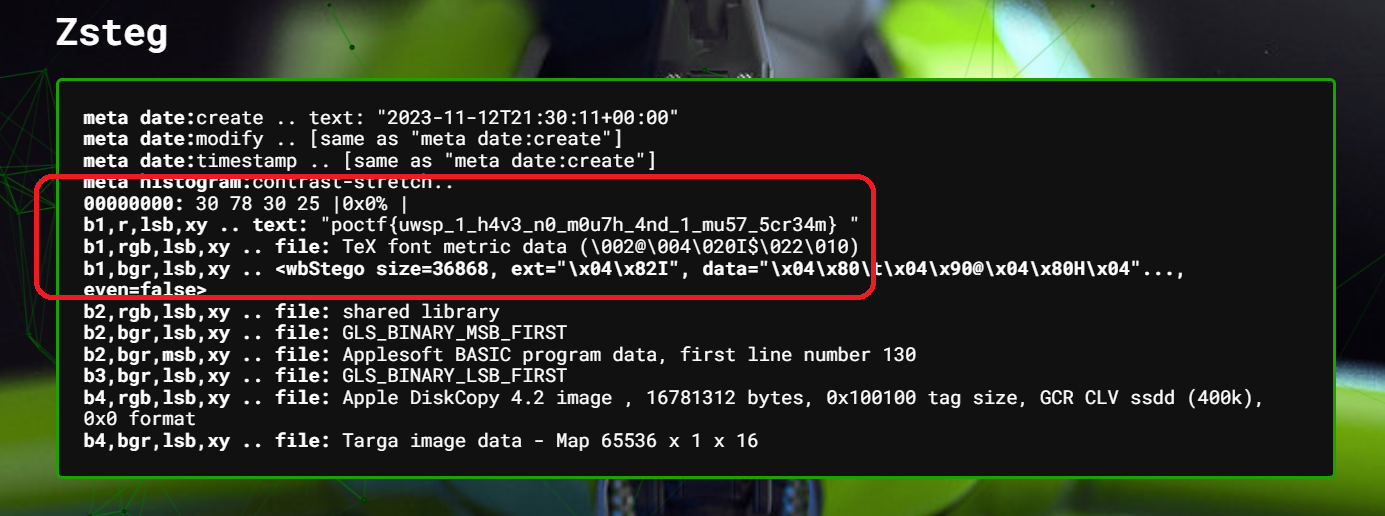 Zsteg
meta date:create .. text: "2023-11-12T21:30:11+00:00"
meta date:modify .. [same as "meta date:create"]
meta date:timestamp .. [same as "meta date:create"]
meta histogram:contrast-stretch..
00000000: 30 78 30 25 |0x0% |
b1,r,lsb,xy .. text: "poctf{uwsp_1_h4v3_n0_m0u7h_4nd_1_mu57_5cr34m} "
b1,rgb,lsb,xy .. file: TeX font metric data (\002@\004\020I$\022\010)
b1,bgr,lsb,xy .. <wbStego size=36868, ext="\x04\x82I", data="\x04\x80\t\x04\x90@\x04\x80H\x04"...,
even=false>
b2,rgb,lsb,xy .. file: shared library
b2,bgr,lsb,xy .. file: GLS_BINARY_MSB_FIRST
b2,bgr,msb,xy .. file: Applesoft BASIC program data, first line number 130
b3,bgr,lsb,xy .. file: GLS_BINARY_LSB_FIRST
b4,rgb,lsb,xy .. file: Apple DiskCopy 4.2 image , 16781312 bytes, 0x100100 tag size, GCR CLV ssdd (400k),
0x0 format
b4,bgr,lsb,xy .. file: Targa image data - Map 65536 x 1 x 16